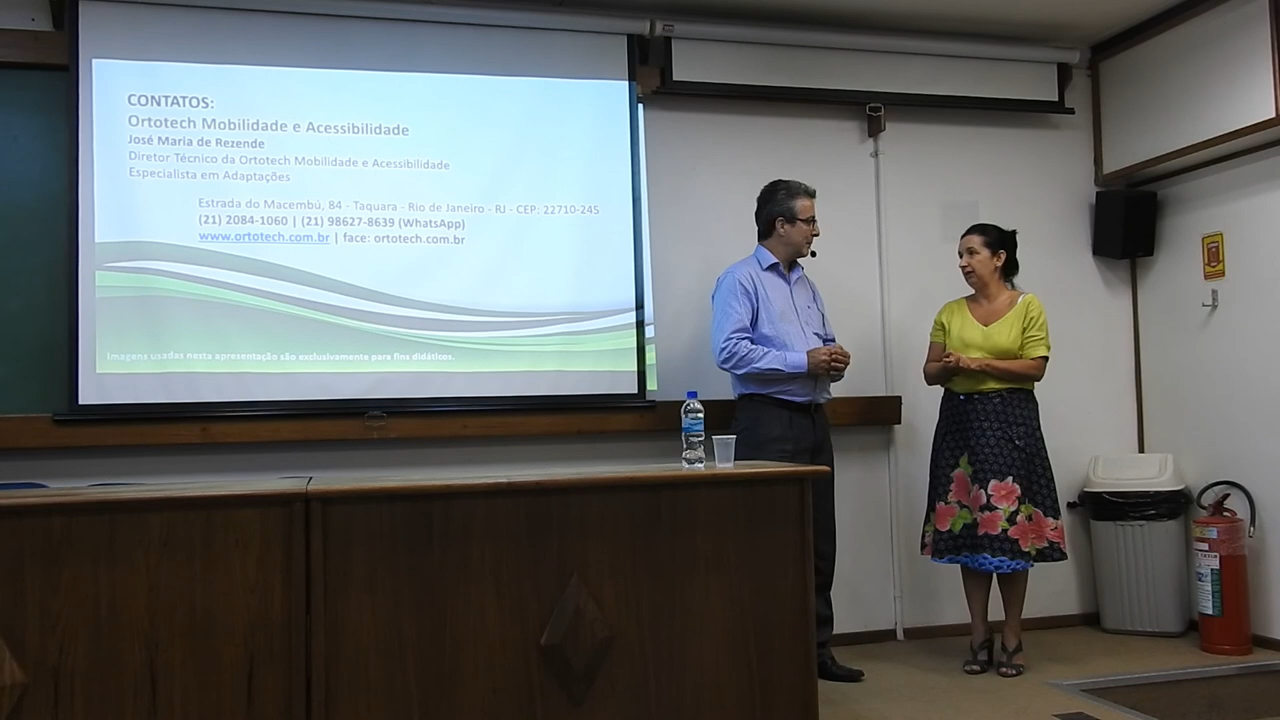 CONTATOS:
Ortotech Mobilidade e Acessibilidade
José Maria de Rezende
Diretor Técnico da Ortotech Mobilidade e Acessibilidade
Especialista em Adaptações
Estrada do Macembú, 84 - Taquara - Rio de Janeiro - RJ - CEP: 22710-245
(21) 2084-1060 | (21) 98627-8639 (WhatsApp)
www.ortotech.com.br | face: ortotech.com.br
Imagens usadas nesta apresentação são exclusivamente para fins didáticos.